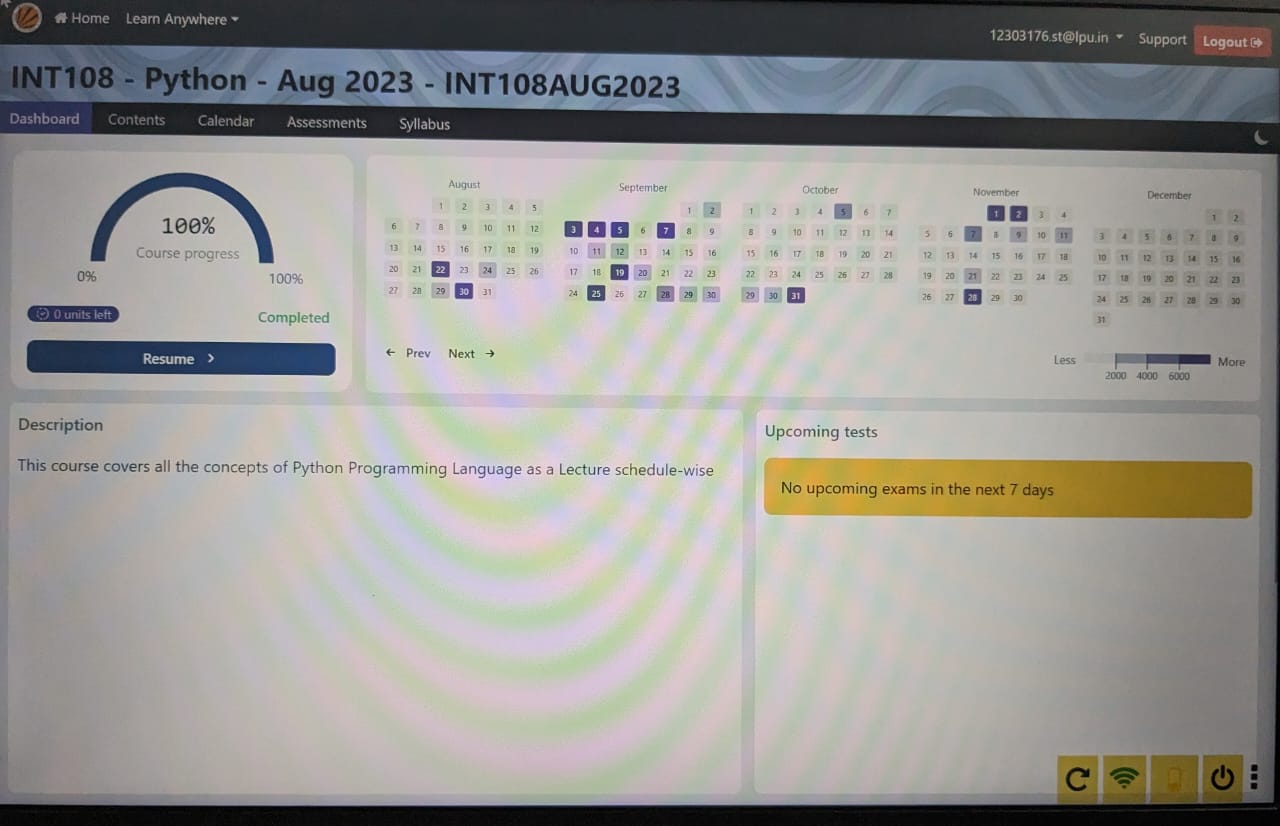 Home Learn Anywhere
12303176.st@lpu.in Support Logout
INT108 - Python - Aug 2023 - INT108AUG2023
Dashboard Contents Calendar Assessments Syllabus
100%
Course progress
0% 100%
0 units left Completed
Resume
August
1 2 3 4 5
6 7 8 9 10 11 12
13 14 15 16 17 18 19
20 21 22 23 24 25 26
27 28 29 30 31
September
1 2
3 4 5 6 7 8 9
10 11 12 13 14 15 16
17 18 19 20 21 22 23
24 25 26 27 28 29 30
October
1 2 3 4 5 6 7
8 9 10 11 12 13 14
15 16 17 18 19 20 21
22 23 24 25 26 27 28
29 30 31
November
1 2 3 4
5 6 7 8 9 10 11
12 13 14 15 16 17 18
19 20 21 22 23 24 25
26 27 28 29 30
December
1 2
3 4 5 6 7 8 9
10 11 12 13 14 15 16
17 18 19 20 21 22 23
24 25 26 27 28 29 30
31
Prev Next
Less More
2000 4000 6000
Description
This course covers all the concepts of Python Programming Language as a Lecture schedule-wise
Upcoming tests
No upcoming exams in the next 7 days